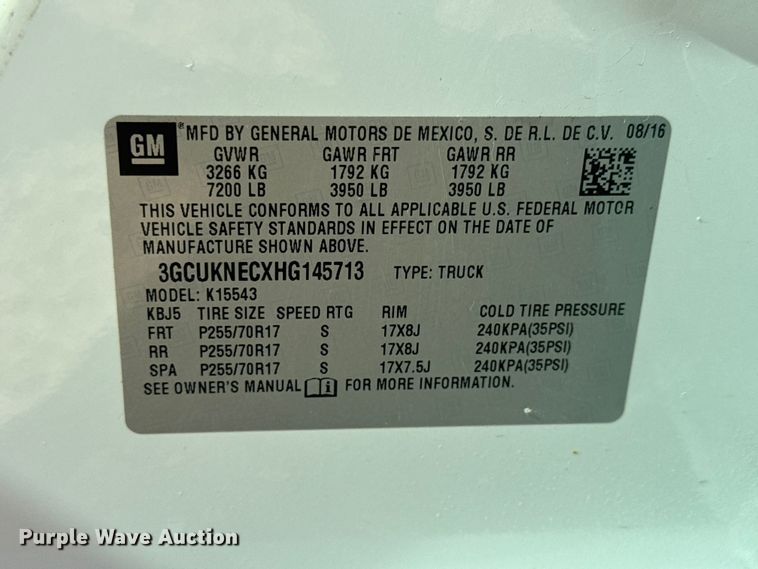 GM ® MFD BY GENERAL MOTORS DE MEXICO, S. DE R.L. DE C.V. 08/16
GVWR GAWR FRT GAWR RR
3266 KG 1792 KG 1792 KG
7200 LB 3950 LB 3950 LB
THIS VEHICLE CONFORMS TO ALL APPLICABLE U.S. FEDERAL MOTOR
VEHICLE SAFETY STANDARDS IN EFFECT ON THE DATE OF
MANUFACTURE SHOWN ABOVE.
3GCUKNECXHG145713 TYPE: TRUCK
MODEL: K15543
KBJ5 TIRE SIZE SPEED RTG RIM COLD TIRE PRESSURE
FRT P255/70R17 S 17X8J 240KPA(35PSI)
RR P255/70R17 S 17X8J 240KPA(35PSI)
SPA P255/70R17 S 17X7.5J 240KPA(35PSI)
SEE OWNER'S MANUAL FOR MORE INFORMATION.
Purple Wave Auction